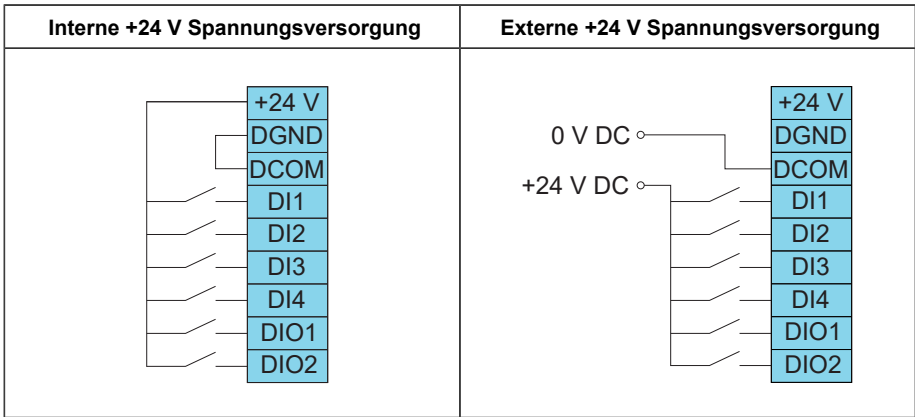 Interne +24 V Spannungsversorgung
Externe +24 V Spannungsversorgung
+24 V
DGND
DCOM
DI1
DI2
DI3
DI4
DIO1
DIO2
0 V DC
+24 V DC
+24 V
DGND
DCOM
DI1
DI2
DI3
DI4
DIO1
DIO2